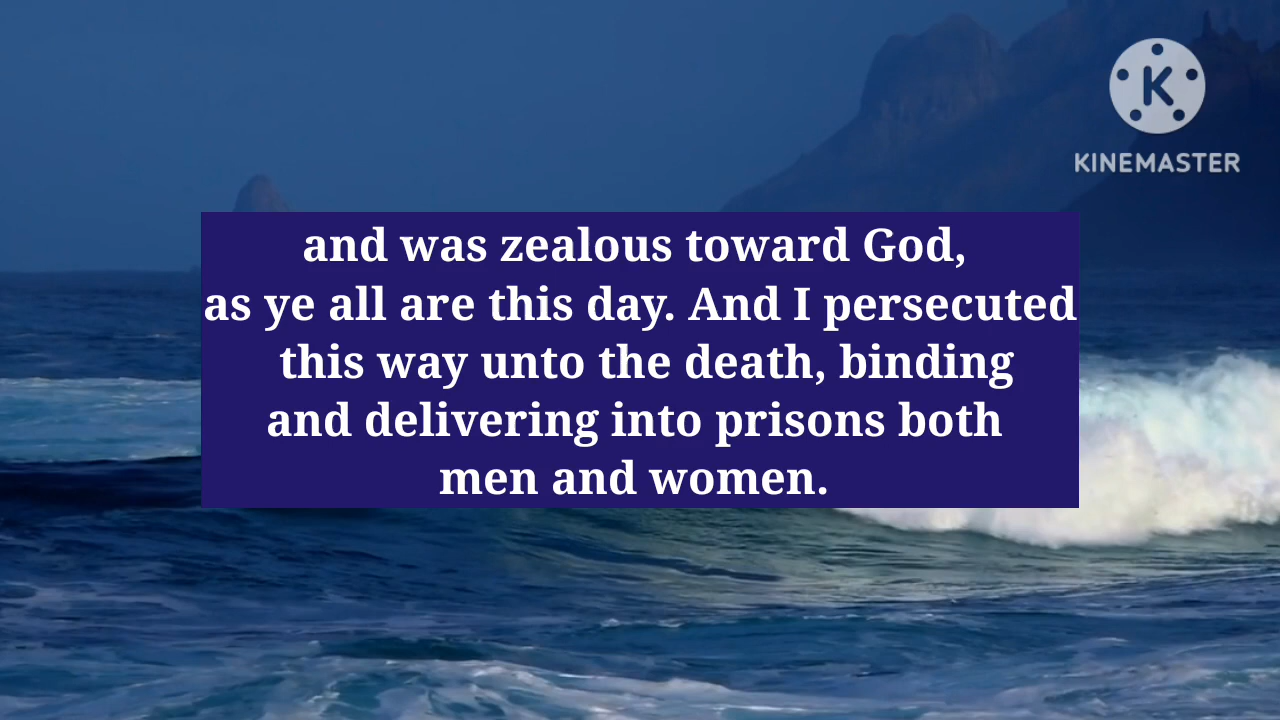 K
KINEMASTER
and was zealous toward God,
as ye all are this day. And I persecuted
this way unto the death, binding
and delivering into prisons both
men and women.